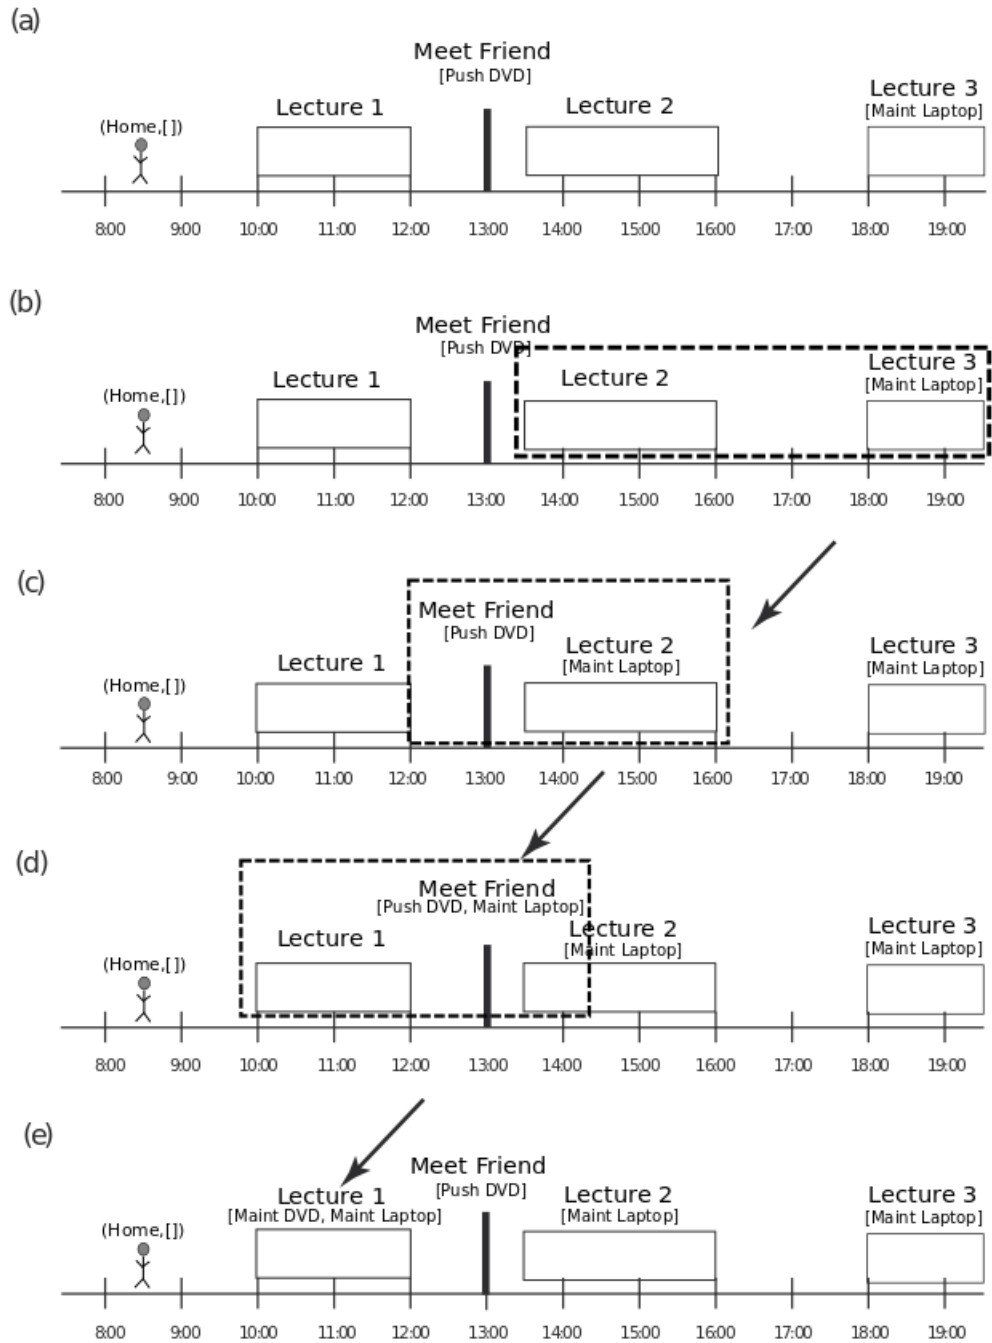 (a)
Meet Friend
[Push DVD]
Lecture 1
Lecture 2
Lecture 3
[Maint Laptop]
(Home,[])
8:00 9:00 10:00 11:00 12:00 13:00 14:00 15:00 16:00 17:00 18:00 19:00
(b)
Meet Friend
[Push DVD]
Lecture 1
Lecture 2
Lecture 3
[Maint Laptop]
(Home,[])
8:00 9:00 10:00 11:00 12:00 13:00 14:00 15:00 16:00 17:00 18:00 19:00
(c)
Meet Friend
[Push DVD]
Lecture 1
Lecture 2
[Maint Laptop]
Lecture 3
[Maint Laptop]
(Home,[])
8:00 9:00 10:00 11:00 12:00 13:00 14:00 15:00 16:00 17:00 18:00 19:00
(d)
Meet Friend
[Push DVD, Maint Laptop]
Lecture 1
Lecture 2
[Maint Laptop]
Lecture 3
[Maint Laptop]
(Home,[])
8:00 9:00 10:00 11:00 12:00 13:00 14:00 15:00 16:00 17:00 18:00 19:00
(e)
Meet Friend
[Push DVD]
Lecture 1
[Maint DVD, Maint Laptop]
Lecture 2
[Maint Laptop]
Lecture 3
[Maint Laptop]
(Home,[])
8:00 9:00 10:00 11:00 12:00 13:00 14:00 15:00 16:00 17:00 18:00 19:00